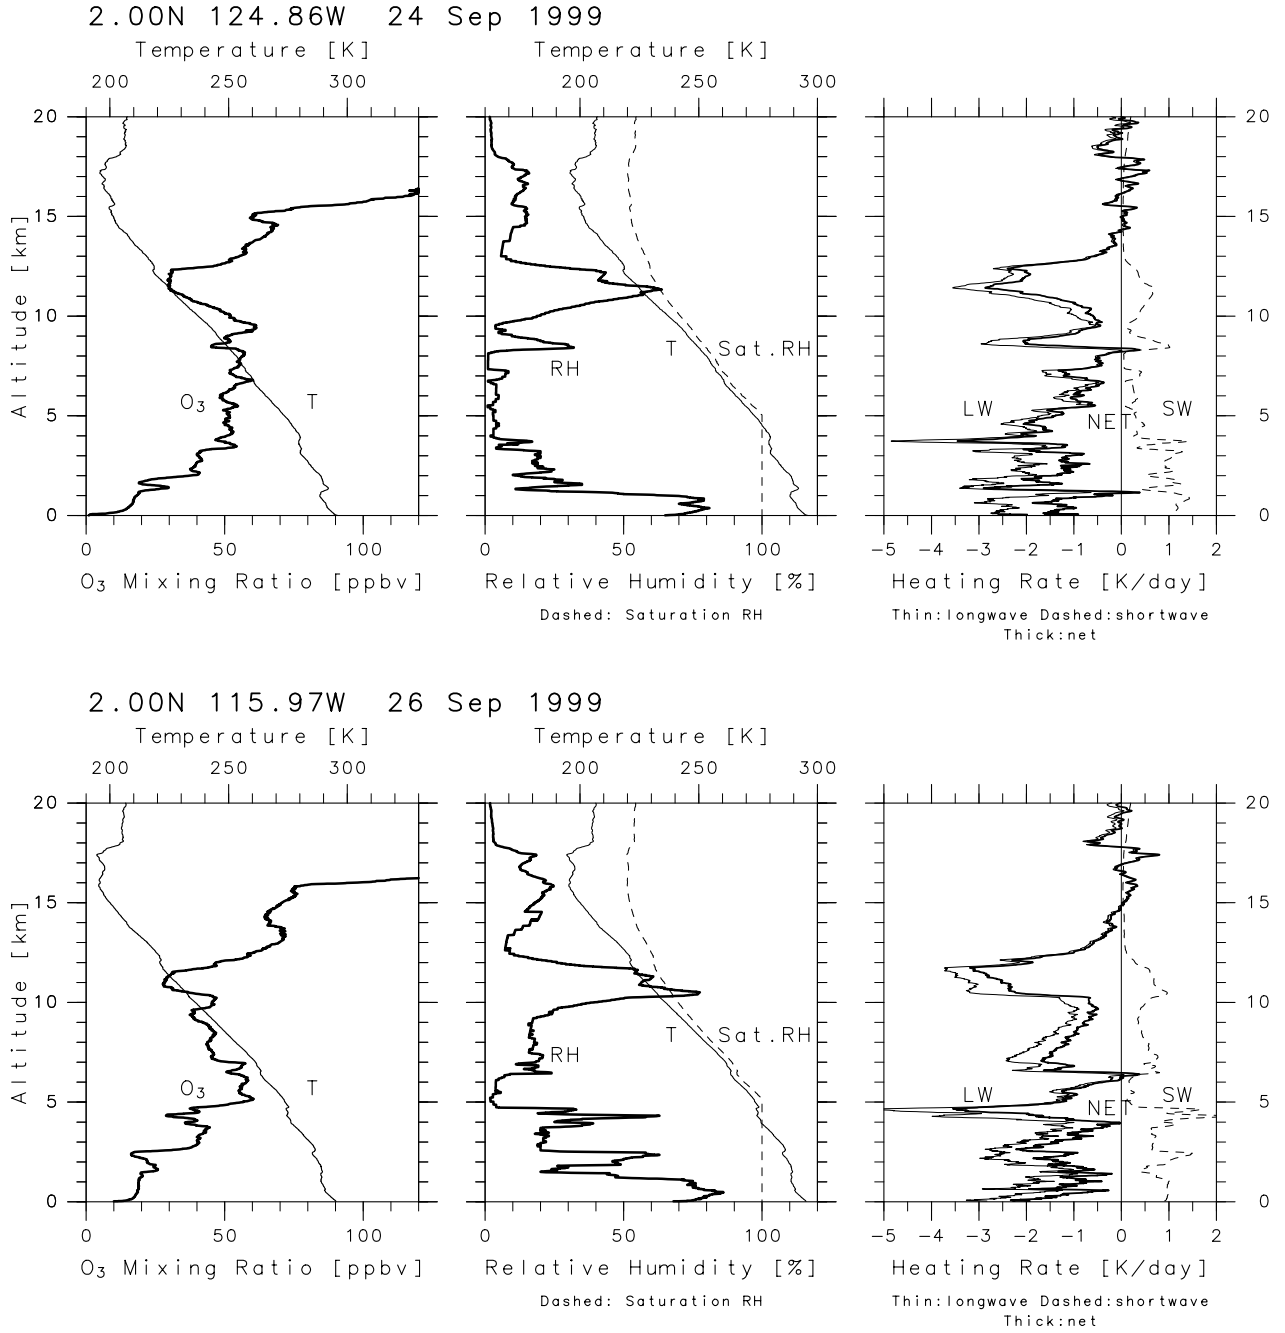 2.00N 124.86W 24 Sep 1999
Temperature [K]
200 250 300
Temperature [K]
200 250 300
20
15
10
5
0
Altitude [km]
O3
T
0 50 100
O3 Mixing Ratio [ppbv]
T
Sat.RH
RH
0 50 100
Relative Humidity [%]
Dashed: Saturation RH
LW
NET
SW
20
15
10
5
0
-5 -4 -3 -2 -1 0 1 2
Heating Rate [K/day]
Thin:longwave Dashed:shortwave
Thick:net
2.00N 115.97W 26 Sep 1999
Temperature [K]
200 250 300
Temperature [K]
200 250 300
20
15
10
5
0
Altitude [km]
O3
T
0 50 100
O3 Mixing Ratio [ppbv]
T
Sat.RH
RH
0 50 100
Relative Humidity [%]
Dashed: Saturation RH
LW
NET
SW
20
15
10
5
0
-5 -4 -3 -2 -1 0 1 2
Heating Rate [K/day]
Thin:longwave Dashed:shortwave
Thick:net